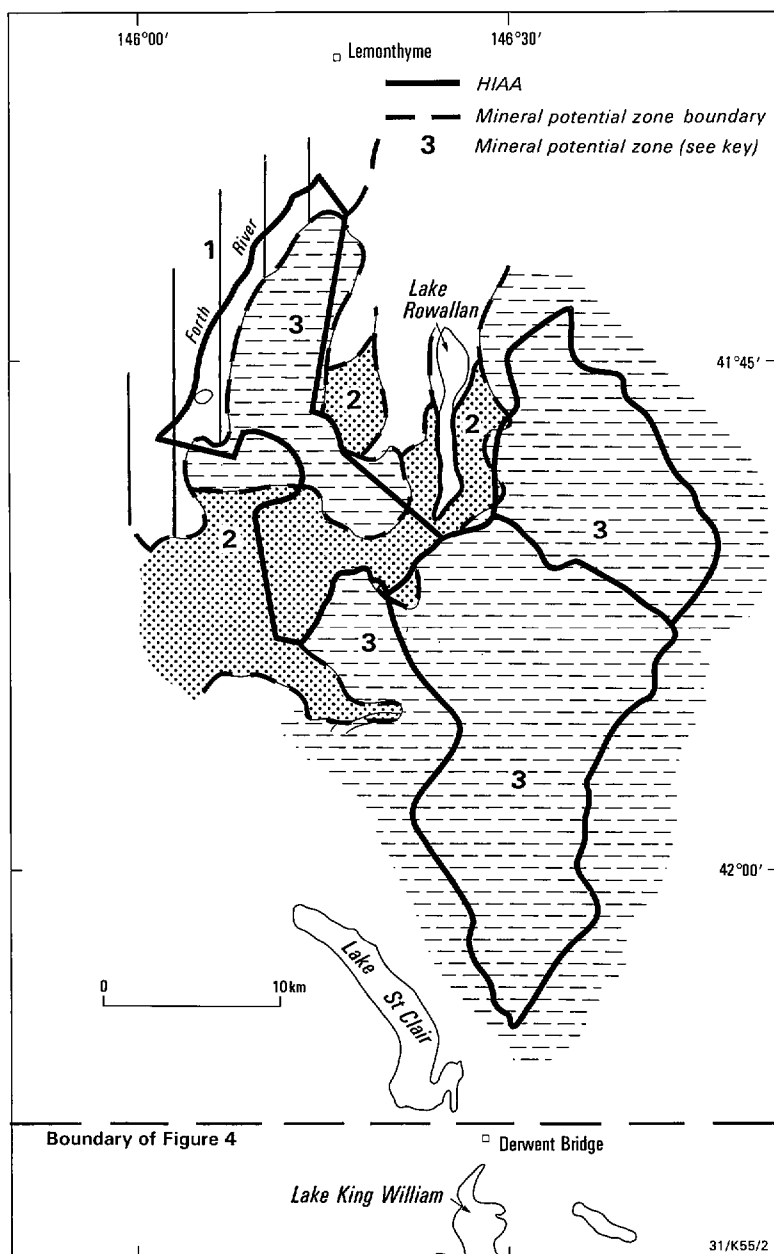 146°00′
146°30′
Lemonthyme
HIAA
Mineral potential zone boundary
3 Mineral potential zone (see key)
1
Forth River
3
Lake
Rowallan
41°45′
2
2
2
3
3
3
42°00′
0 10 km
Lake St Clair
Boundary of Figure 4
Derwent Bridge
Lake King William
31/K55/2